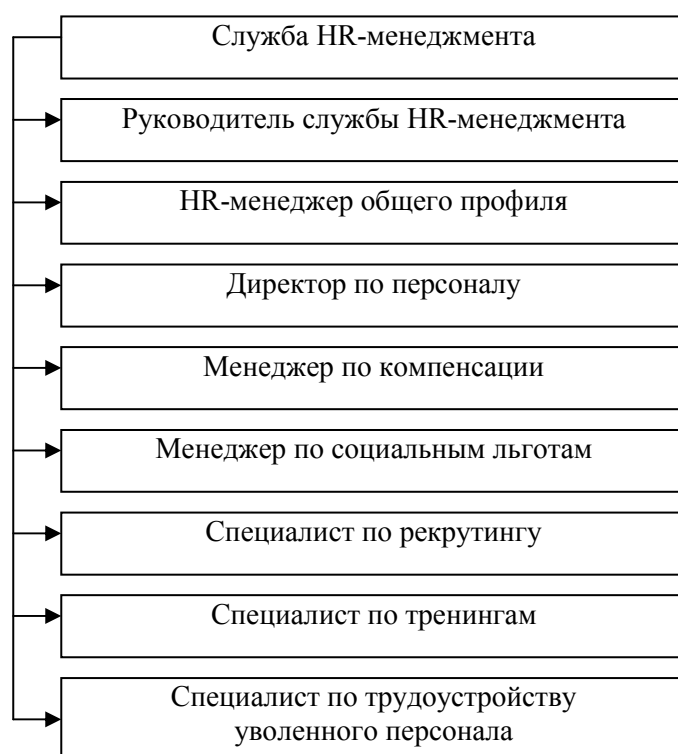 Служба HR-менеджмента
Руководитель службы HR-менеджмента
HR-менеджер общего профиля
Директор по персоналу
Менеджер по компенсации
Менеджер по социальным льготам
Специалист по рекрутингу
Специалист по тренингам
Специалист по трудоустройству
уволенного персонала